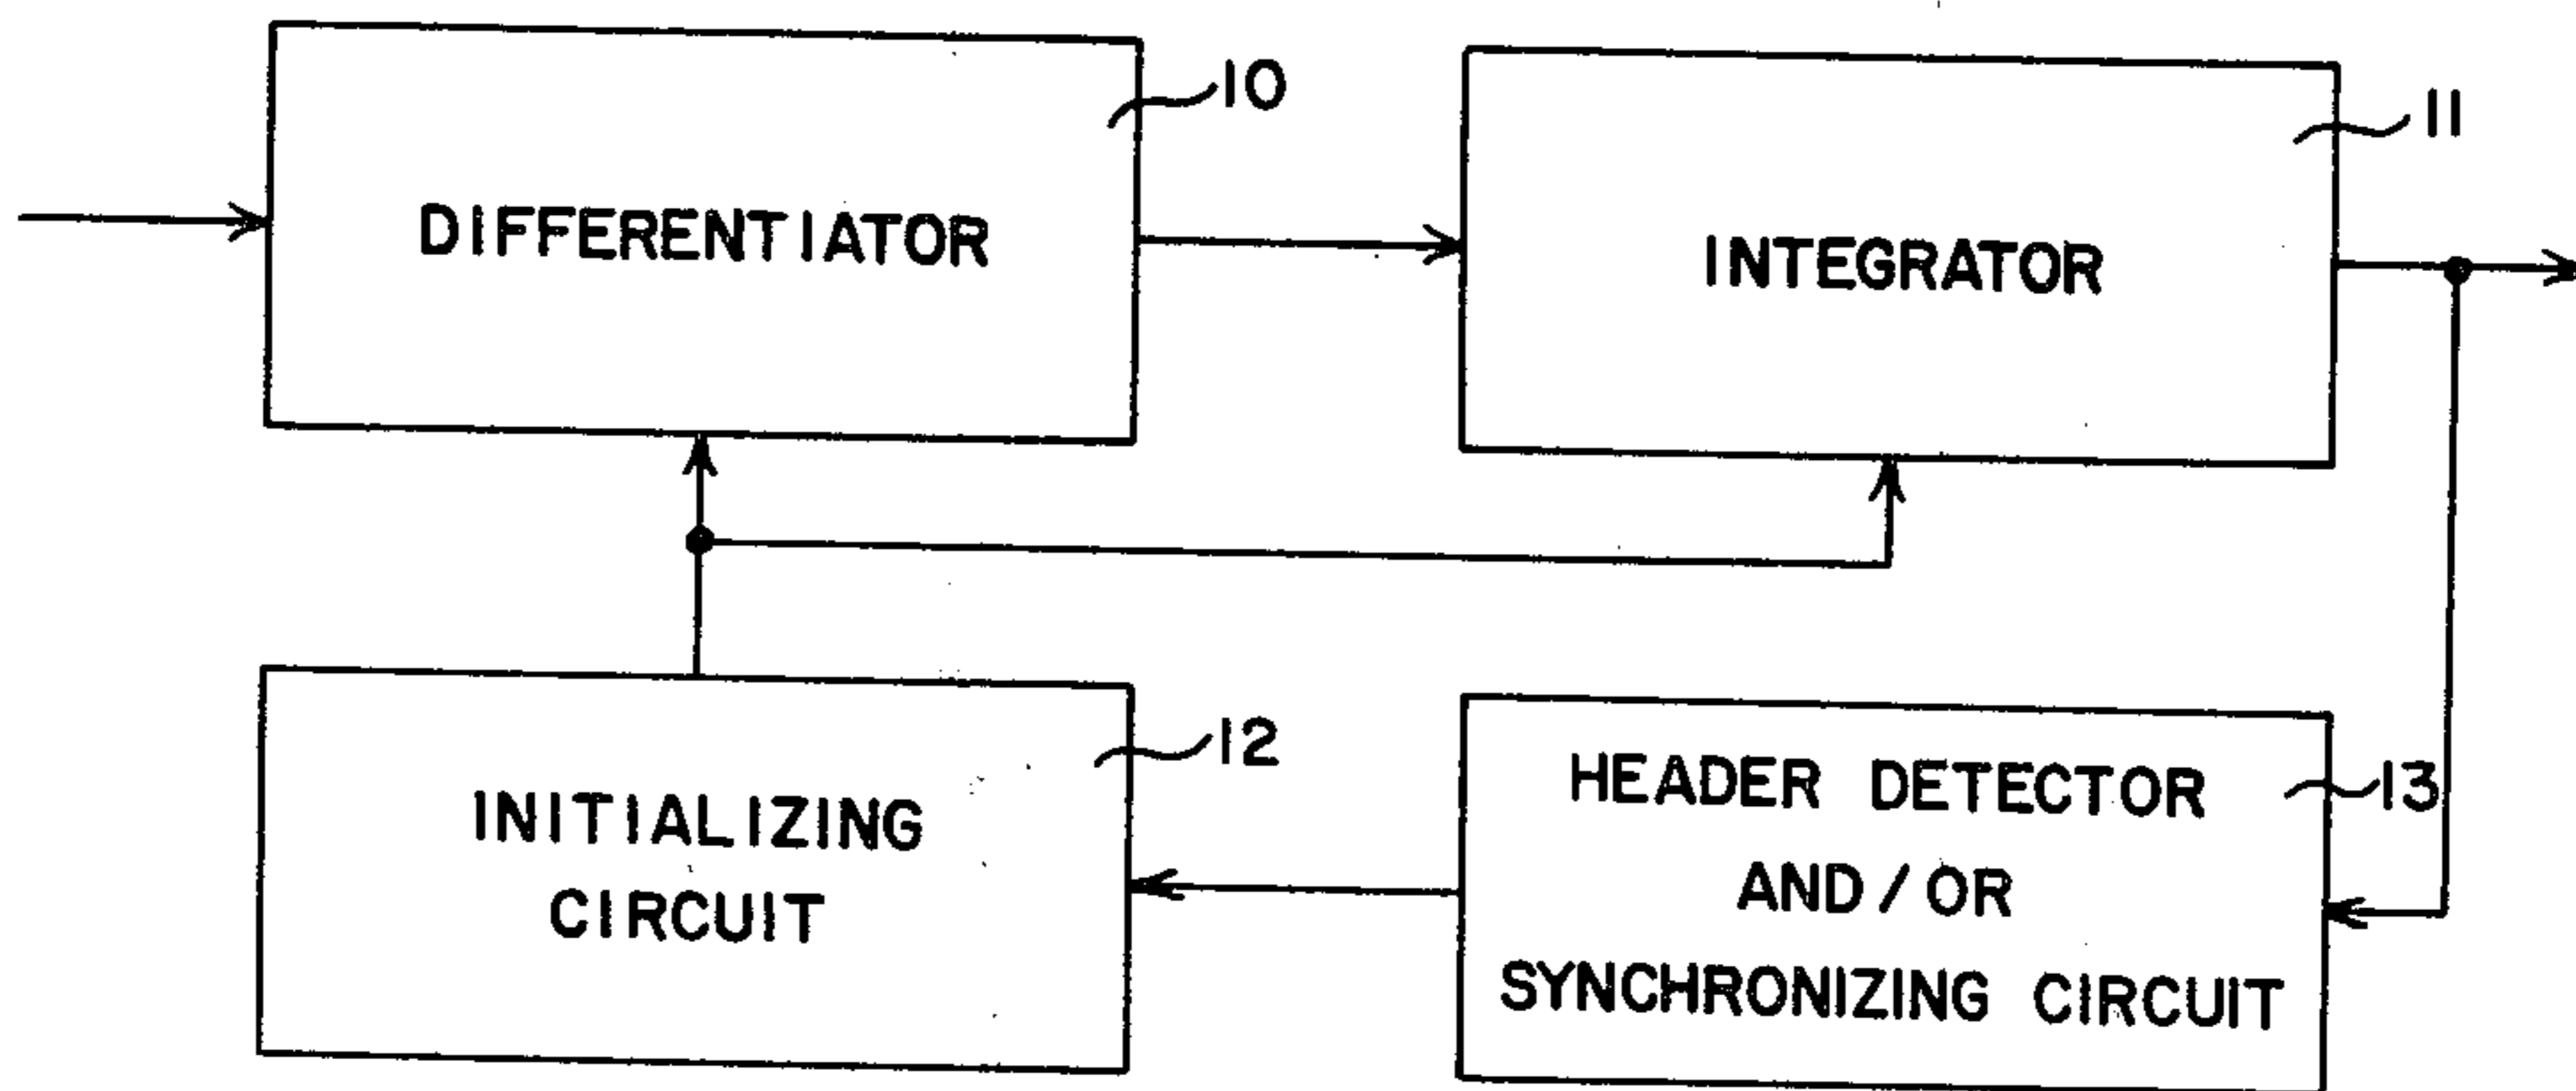 10
DIFFERENTIATOR
11
INTEGRATOR
12
INITIALIZING
CIRCUIT
13
HEADER DETECTOR
AND/OR
SYNCHRONIZING CIRCUIT